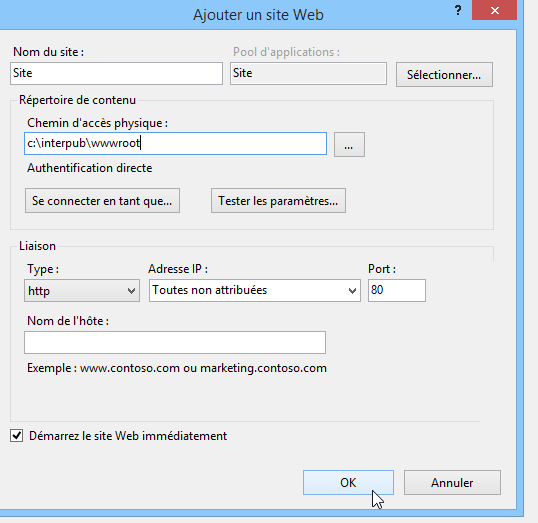 Ajouter un site Web
?
Nom du site :
Pool d'applications :
Site
Site
Sélectionner...
Répertoire de contenu
Chemin d'accès physique :
c:\interpub\wwwroot
...
Authentification directe
Se connecter en tant que...
Tester les paramètres...
Liaison
Type :
Adresse IP :
Port :
http
Toutes non attribuées
80
Nom de l'hôte :
Exemple : www.contoso.com ou marketing.contoso.com
Démarrez le site Web immédiatement
OK
Annuler